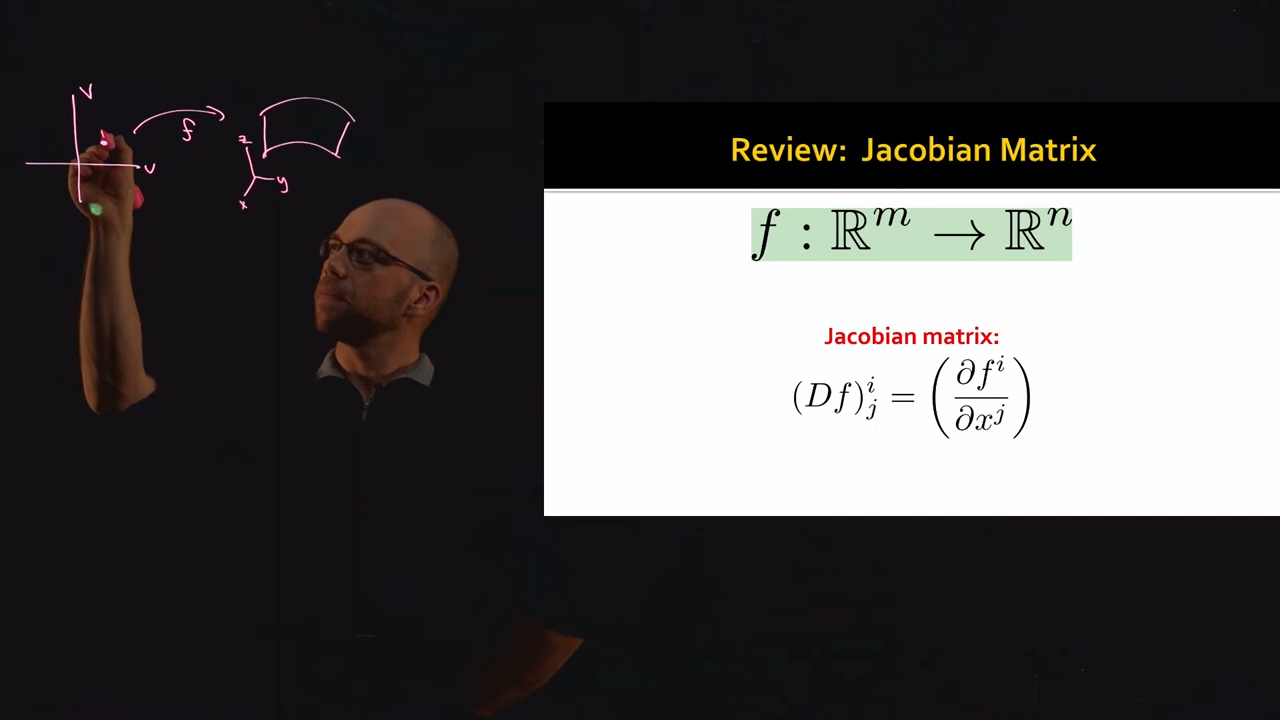 v
f
z
u
y
x
Review: Jacobian Matrix
f : ℝ^m → ℝ^n
Jacobian matrix:
(Df)^i_j = (∂f^i/∂x^j)